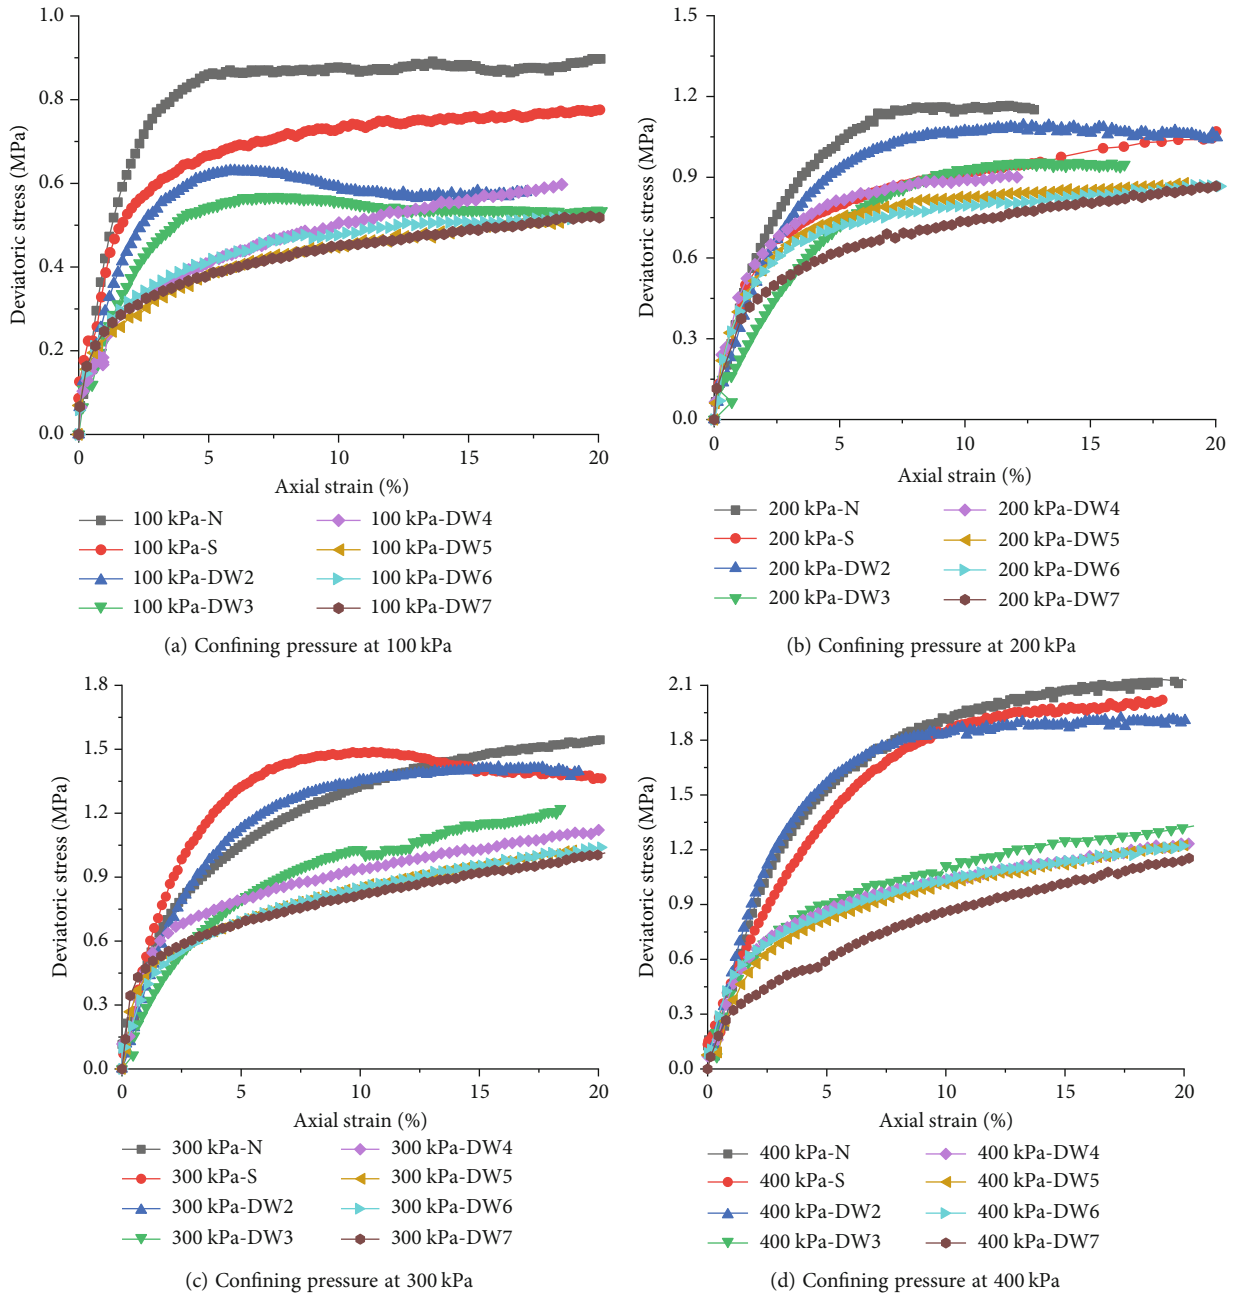 1.0
0.8
0.6
0.4
0.2
0.0
Deviatoric stress (MPa)
0 5 10 15 20
Axial strain (%)
100 kPa-N 100 kPa-DW4
100 kPa-S 100 kPa-DW5
100 kPa-DW2 100 kPa-DW6
100 kPa-DW3 100 kPa-DW7
(a) Confining pressure at 100 kPa
1.5
1.2
0.9
0.6
0.3
0.0
Deviatoric stress (MPa)
0 5 10 15 20
Axial strain (%)
200 kPa-N 200 kPa-DW4
200 kPa-S 200 kPa-DW5
200 kPa-DW2 200 kPa-DW6
200 kPa-DW3 200 kPa-DW7
(b) Confining pressure at 200 kPa
1.8
1.5
1.2
0.9
0.6
0.3
0.0
Deviatoric stress (MPa)
0 5 10 15 20
Axial strain (%)
300 kPa-N 300 kPa-DW4
300 kPa-S 300 kPa-DW5
300 kPa-DW2 300 kPa-DW6
300 kPa-DW3 300 kPa-DW7
(c) Confining pressure at 300 kPa
2.1
1.8
1.5
1.2
0.9
0.6
0.3
0.0
Deviatoric stress (MPa)
0 5 10 15 20
Axial strain (%)
400 kPa-N 400 kPa-DW4
400 kPa-S 400 kPa-DW5
400 kPa-DW2 400 kPa-DW6
400 kPa-DW3 400 kPa-DW7
(d) Confining pressure at 400 kPa